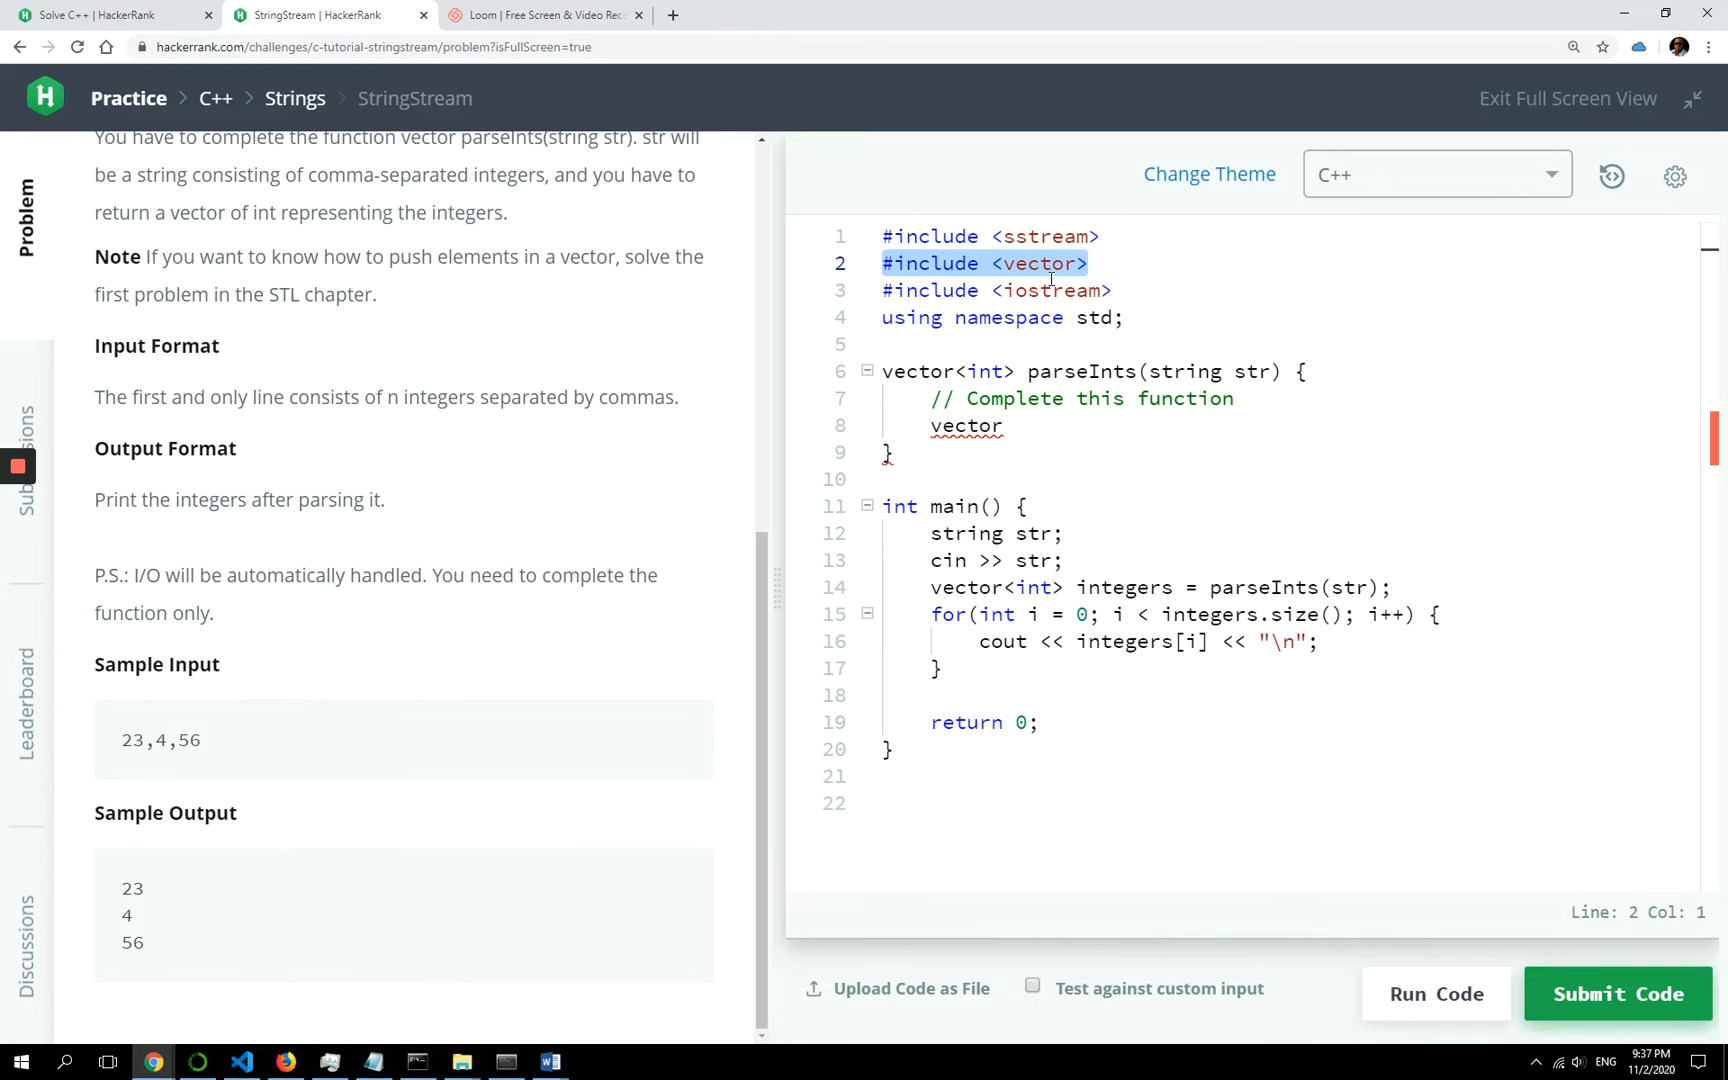 Solve C++ | HackerRank
StringStream | HackerRank
Loom | Free Screen & Video Rec
hackerrank.com/challenges/c-tutorial-stringstream/problem?isFullScreen=true
H
Practice > C++ > Strings > StringStream
Exit Full Screen View
Problem
Submissions
Leaderboard
Discussions
You have to complete the function vector parseInts(string str). str will
be a string consisting of comma-separated integers, and you have to
return a vector of int representing the integers.
Note If you want to know how to push elements in a vector, solve the
first problem in the STL chapter.
Input Format
The first and only line consists of n integers separated by commas.
Output Format
Print the integers after parsing it.
P.S.: I/O will be automatically handled. You need to complete the
function only.
Sample Input
23,4,56
Sample Output
23
4
56
Change Theme
C++
1 #include <sstream>
2 #include <vector>
3 #include <iostream>
4 using namespace std;
5
6 vector<int> parseInts(string str) {
7 // Complete this function
8 vector
9 }
10
11 int main() {
12 string str;
13 cin >> str;
14 vector<int> integers = parseInts(str);
15 for(int i = 0; i < integers.size(); i++) {
16 cout << integers[i] << "\n";
17 }
18
19 return 0;
20 }
21
22
Line: 2 Col: 1
Upload Code as File
Test against custom input
Run Code
Submit Code
ENG
9:37 PM
11/2/2020